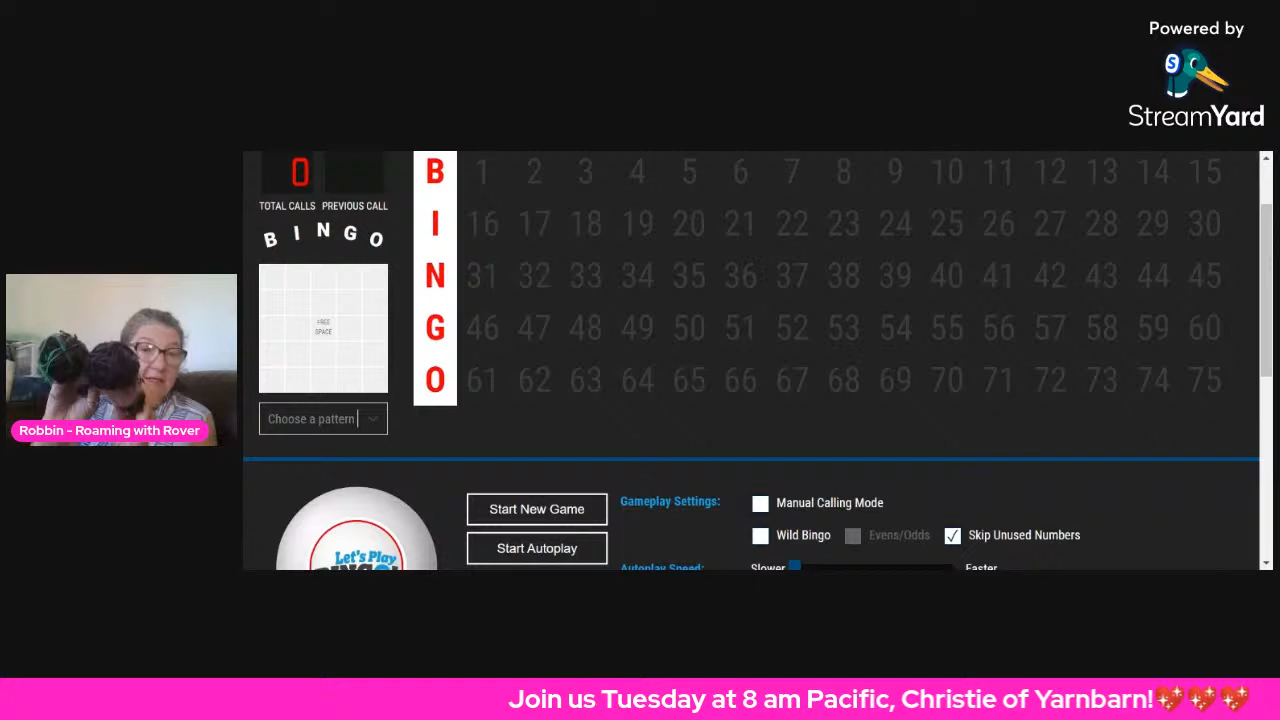 Powered by
S
StreamYard
0
TOTAL CALLS PREVIOUS CALL
B I N G O
FREE
SPACE
Choose a pattern
B 1 2 3 4 5 6 7 8 9 10 11 12 13 14 15
I 16 17 18 19 20 21 22 23 24 25 26 27 28 29 30
N 31 32 33 34 35 36 37 38 39 40 41 42 43 44 45
G 46 47 48 49 50 51 52 53 54 55 56 57 58 59 60
O 61 62 63 64 65 66 67 68 69 70 71 72 73 74 75
Robbin - Roaming with Rover
Let's Play
BINGO!
Start New Game
Start Autoplay
Gameplay Settings:
Manual Calling Mode
Wild Bingo Evens/Odds Skip Unused Numbers
Autoplay Speed: Slower Faster
Join us Tuesday at 8 am Pacific, Christie of Yarnbarn!💖💖💖